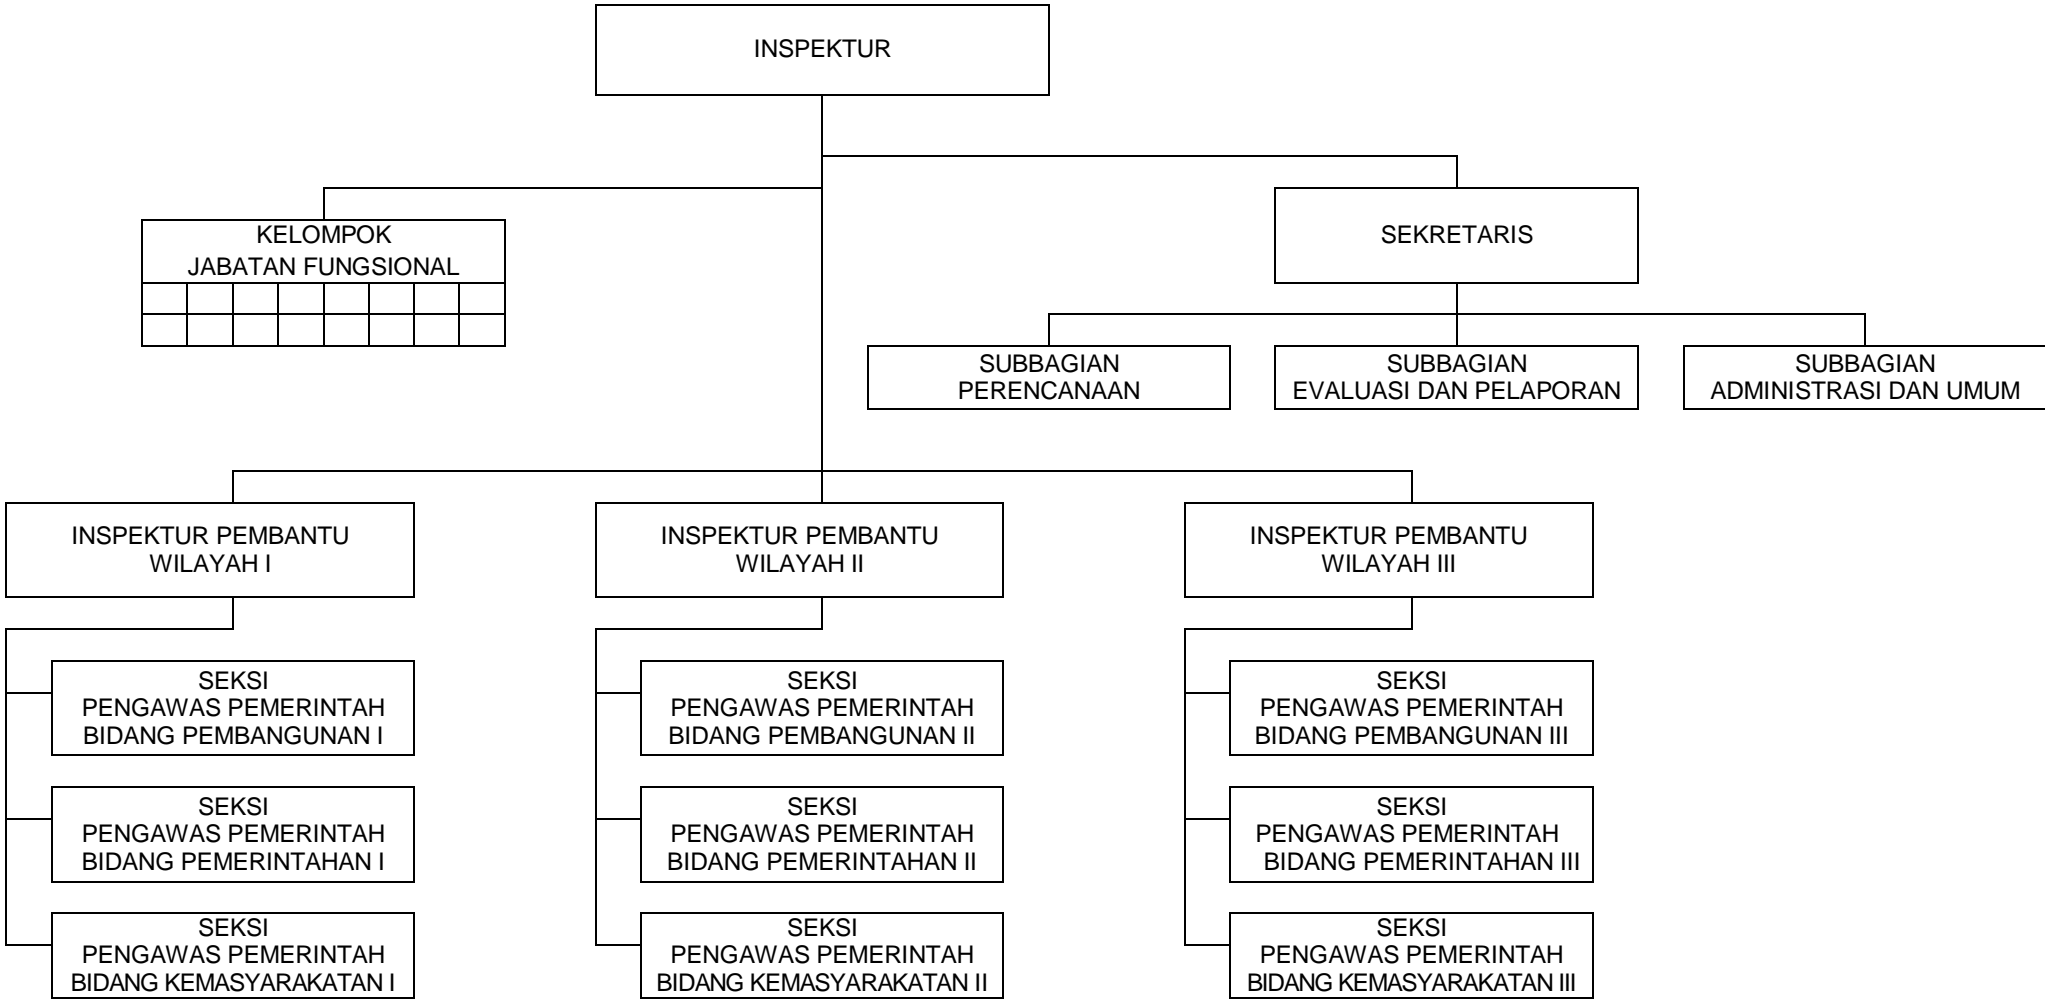 INSPEKTUR
KELOMPOK
JABATAN FUNGSIONAL
SEKRETARIS
SUBBAGIAN
PERENCANAAN
SUBBAGIAN
EVALUASI DAN PELAPORAN
SUBBAGIAN
ADMINISTRASI DAN UMUM
INSPEKTUR PEMBANTU
WILAYAH I
INSPEKTUR PEMBANTU
WILAYAH II
INSPEKTUR PEMBANTU
WILAYAH III
SEKSI
PENGAWAS PEMERINTAH
BIDANG PEMBANGUNAN I
SEKSI
PENGAWAS PEMERINTAH
BIDANG PEMERINTAHAN I
SEKSI
PENGAWAS PEMERINTAH
BIDANG KEMASYARAKATAN I
SEKSI
PENGAWAS PEMERINTAH
BIDANG PEMBANGUNAN II
SEKSI
PENGAWAS PEMERINTAH
BIDANG PEMERINTAHAN II
SEKSI
PENGAWAS PEMERINTAH
BIDANG KEMASYARAKATAN II
SEKSI
PENGAWAS PEMERINTAH
BIDANG PEMBANGUNAN III
SEKSI
PENGAWAS PEMERINTAH
BIDANG PEMERINTAHAN III
SEKSI
PENGAWAS PEMERINTAH
BIDANG KEMASYARAKATAN III